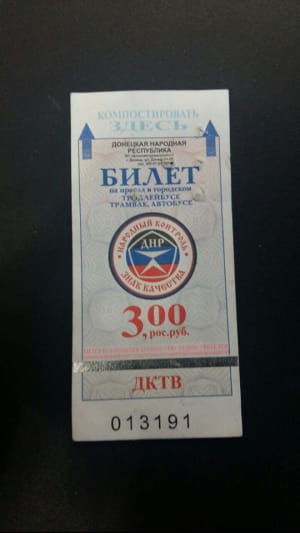 КОМПОСТИРОВАТЬ
ЗДЕСЬ
ДОНЕЦКАЯ НАРОДНАЯ
РЕСПУБЛИКА
БИЛЕТ
на проезд в городском
ТРОЛЛЕЙБУСЕ
ТРАМВАЕ, АВТОБУСЕ
НАРОДНЫЙ КОНТРОЛЬ
ДНР
ЗНАК КАЧЕСТВА
3,00
рос.руб.
ДКТВ
013191